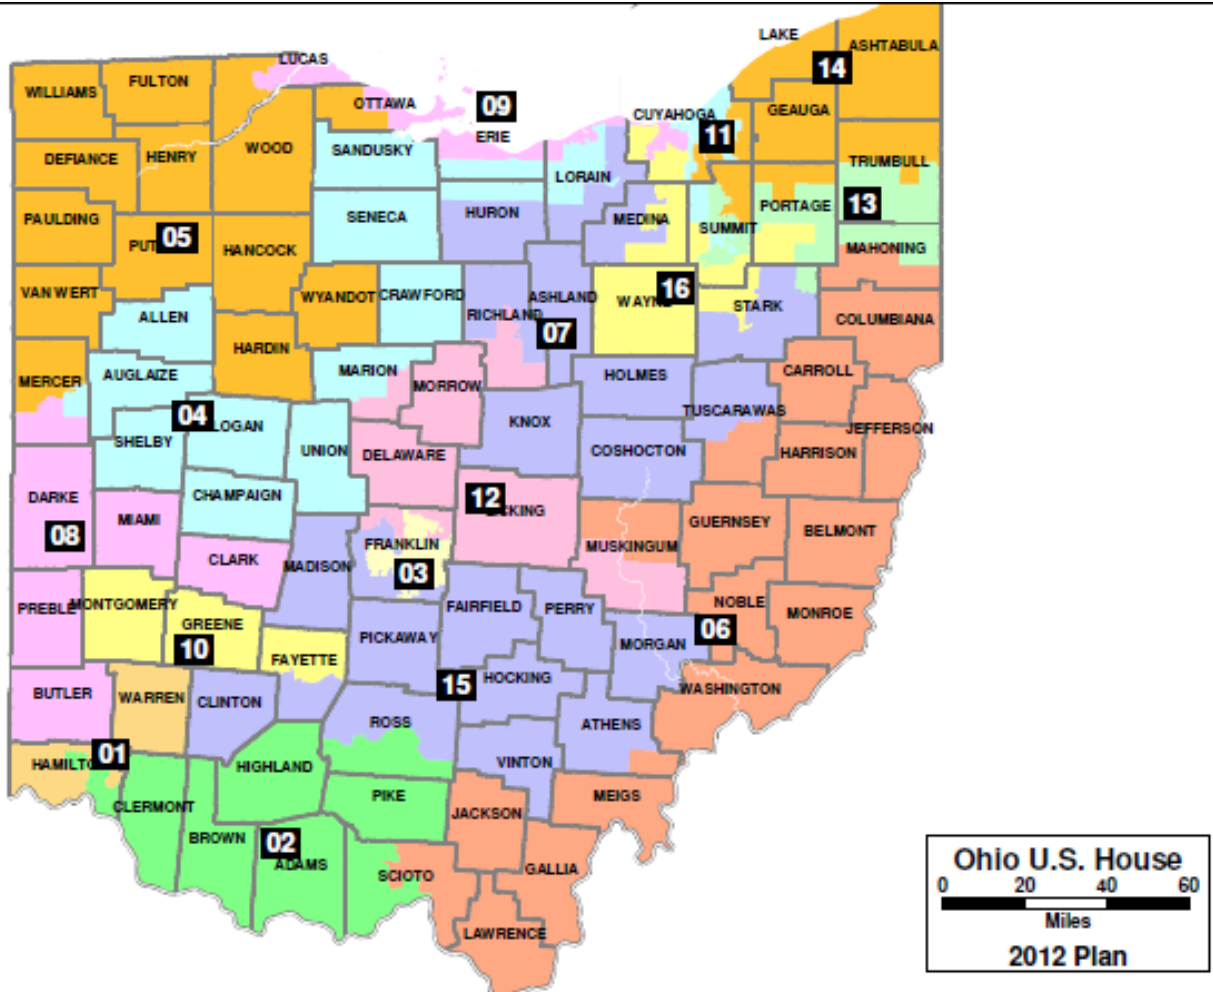 LAKE
ASHTABULA
14
LUCAS
FULTON
WILLIAMS
OTTAWA
09
CUYAHOGA
GEAUGA
11
ERIE
WOOD
SANDUSKY
HENRY
DEFIANCE
TRUMBULL
LORAIN
PORTAGE
13
HURON
SENECA
PAULDING
MEDINA
SUMMIT
PUT
05
HANCOCK
MAHONING
VAN WERT
WYANDOT
CRAWFORD
ASHLAND
WAYNE
16
STARK
ALLEN
RICHLAND
07
COLUMBIANA
HARDIN
MARION
CARROLL
AUGLAIZE
HOLMES
MERCER
MORROW
TUSCARAWAS
04
LOGAN
KNOX
JEFFERSON
SHELBY
UNION
DELAWARE
COSHOCTON
HARRISON
DARKE
CHAMPAIGN
12
CKING
MIAMI
GUERNSEY
BELMONT
08
FRANKLIN
MUSKINGUM
CLARK
MADISON
03
PREBLE
MONTGOMERY
FAIRFIELD
PERRY
NOBLE
MONROE
GREENE
PICKAWAY
06
MORGAN
10
FAYETTE
HOCKING
BUTLER
WARREN
CLINTON
15
WASHINGTON
ROSS
ATHENS
01
HAMILTO
HIGHLAND
VINTON
CLERMONT
PIKE
MEIGS
JACKSON
BROWN
02
ADAMS
SCIOTO
GALLIA
LAWRENCE
Ohio U.S. House
0 20 40 60
Miles
2012 Plan